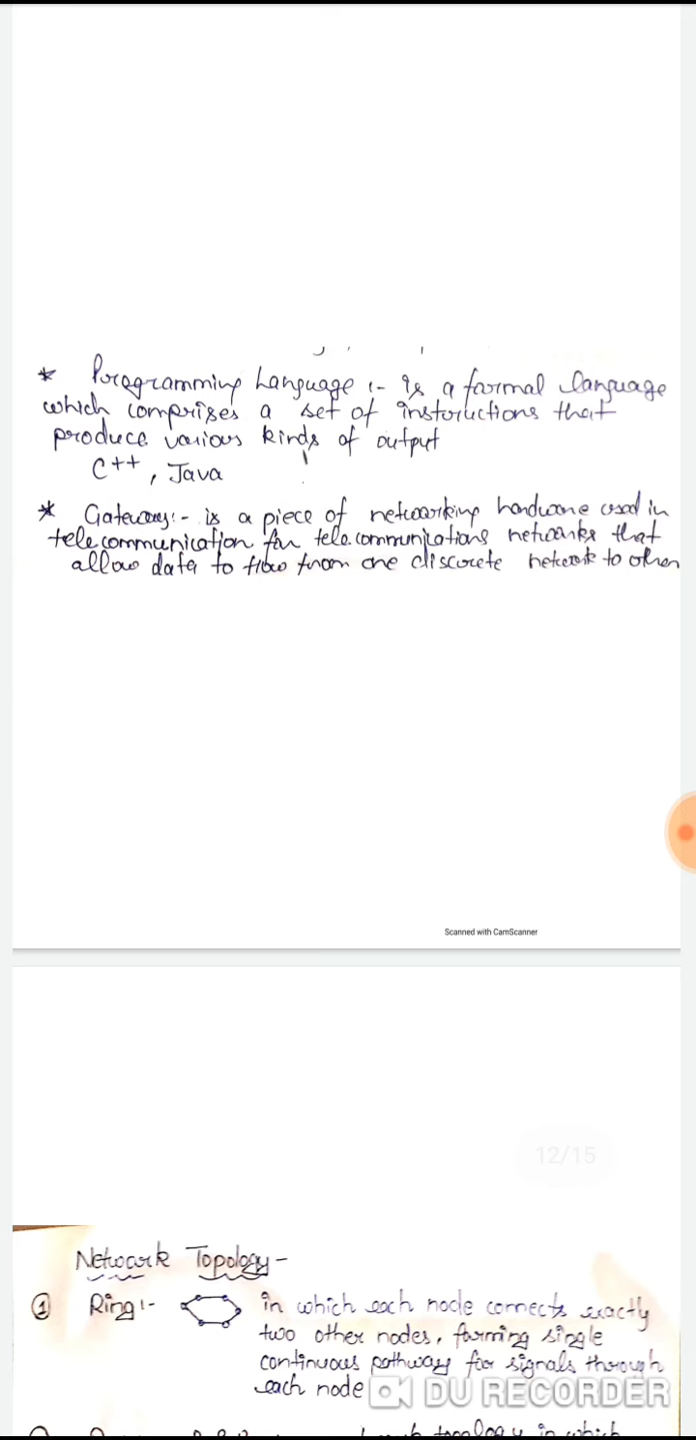 * Programming Language :- is a formal language
which comprises a set of instructions that
produce various kinds of output
C++, Java
* Gateway :- is a piece of networking hardware used in
telecommunication for telecommunications networks that
allow data to flow from one discrete network to other
Scanned with CamScanner
12/15
Network Topology -
① Ring :- in which each node connects exactly
two other nodes, forming single
continuous pathway for signals through
each node
DU RECORDER
topology in which